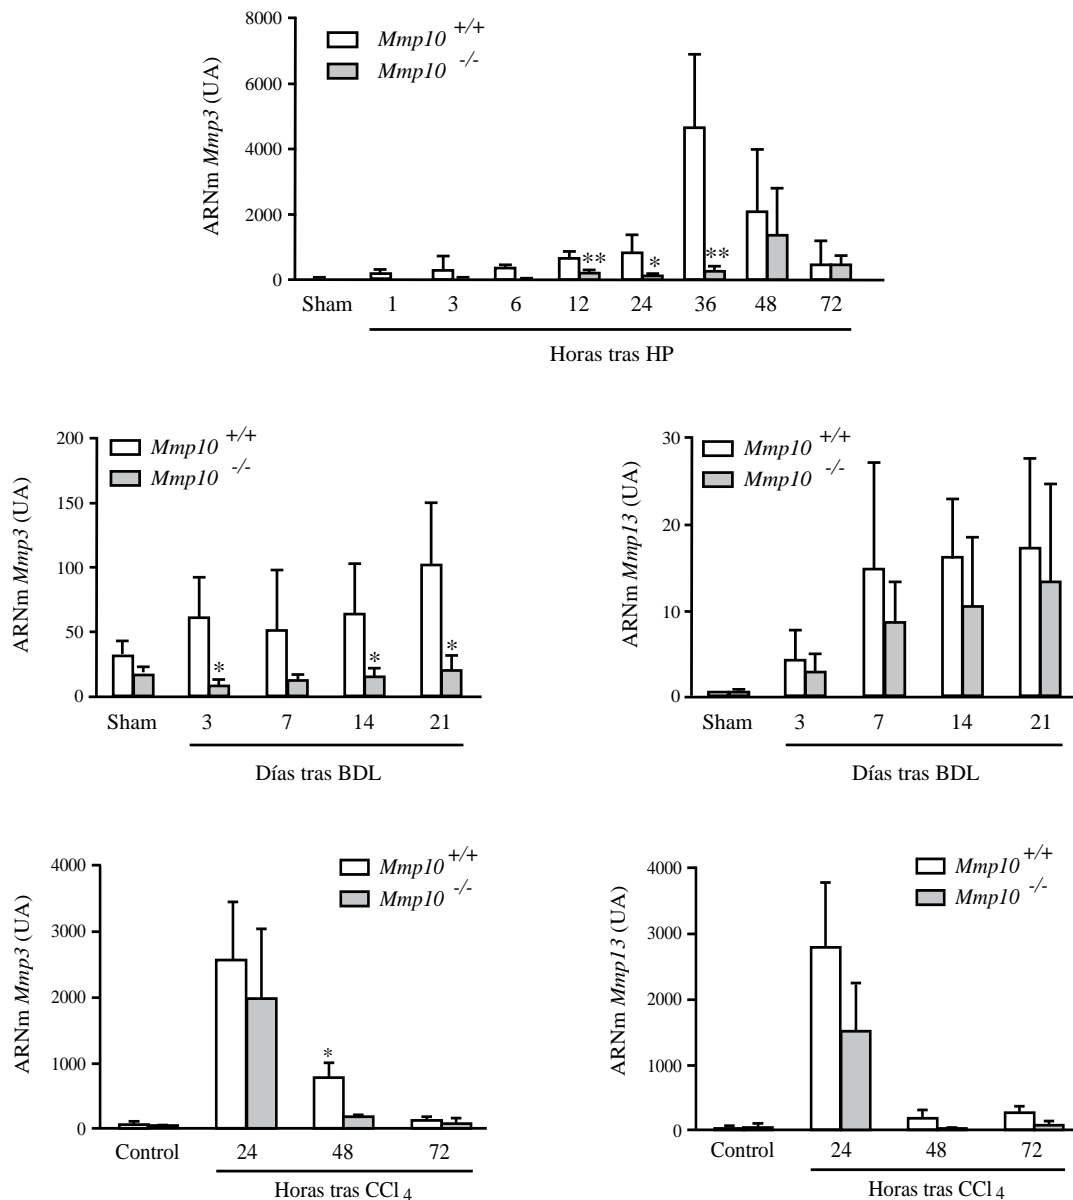 8000
6000
4000
2000
0
ARNm Mmp3 (UA)
Mmp10 +/+
Mmp10 -/-
** * **
Sham 1 3 6 12 24 36 48 72
Horas tras HP
200
150
100
50
0
ARNm Mmp3 (UA)
Mmp10 +/+
Mmp10 -/-
* * *
Sham 3 7 14 21
Días tras BDL
30
20
10
0
ARNm Mmp13 (UA)
Mmp10 +/+
Mmp10 -/-
Sham 3 7 14 21
Días tras BDL
4000
3000
2000
1000
0
ARNm Mmp3 (UA)
Mmp10 +/+
Mmp10 -/-
*
Control 24 48 72
Horas tras CCl4
4000
3000
2000
1000
0
ARNm Mmp13 (UA)
Mmp10 +/+
Mmp10 -/-
Control 24 48 72
Horas tras CCl4